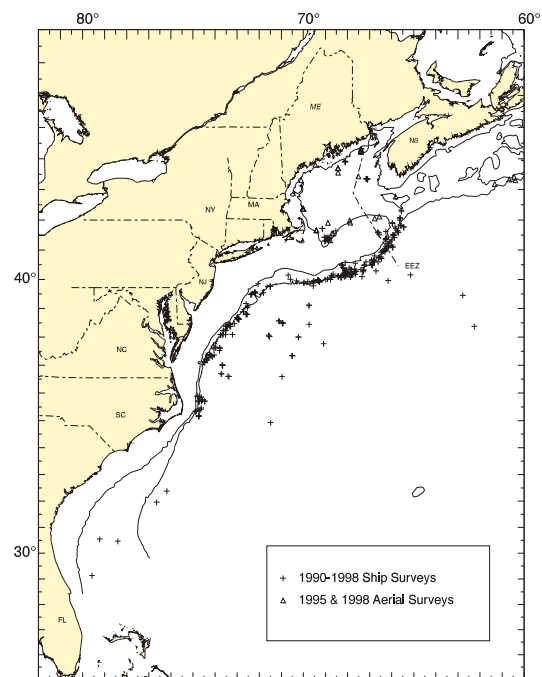 80° 70° 60°
ME
NS
NY MA
EEZ
40°
NJ
NC
SC
30°
1990-1998 Ship Surveys
1995 & 1998 Aerial Surveys
FL